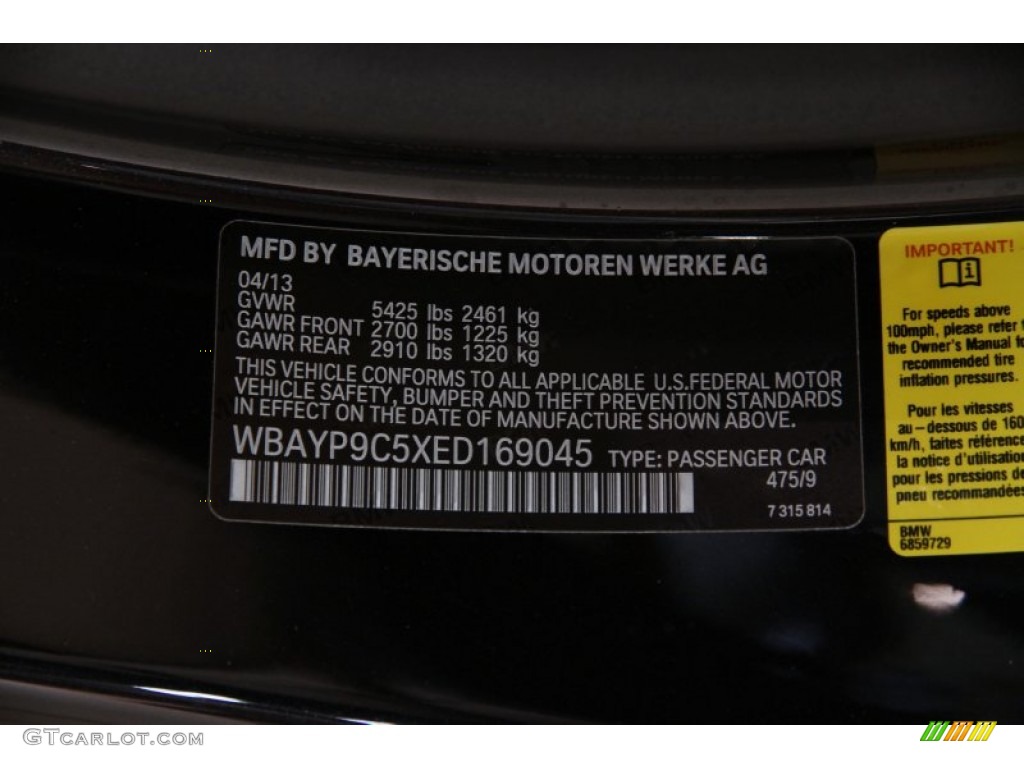 MFD BY BAYERISCHE MOTOREN WERKE AG
04/13
GVWR 5425 lbs 2461 kg
GAWR FRONT 2700 lbs 1225 kg
GAWR REAR 2910 lbs 1320 kg
THIS VEHICLE CONFORMS TO ALL APPLICABLE U.S.FEDERAL MOTOR
VEHICLE SAFETY, BUMPER AND THEFT PREVENTION STANDARDS
IN EFFECT ON THE DATE OF MANUFACTURE SHOWN ABOVE.
WBAYP9C5XED169045 TYPE: PASSENGER CAR
475/9
7 315 814
IMPORTANT!
For speeds above
100mph, please refer
the Owner's Manual
recommended tire
inflation pressures.
Pour les vitesses
au-dessous de 160
km/h, faites
la notice
pour les pressions
pneu
BMW
6859729
GTCARLOT.COM